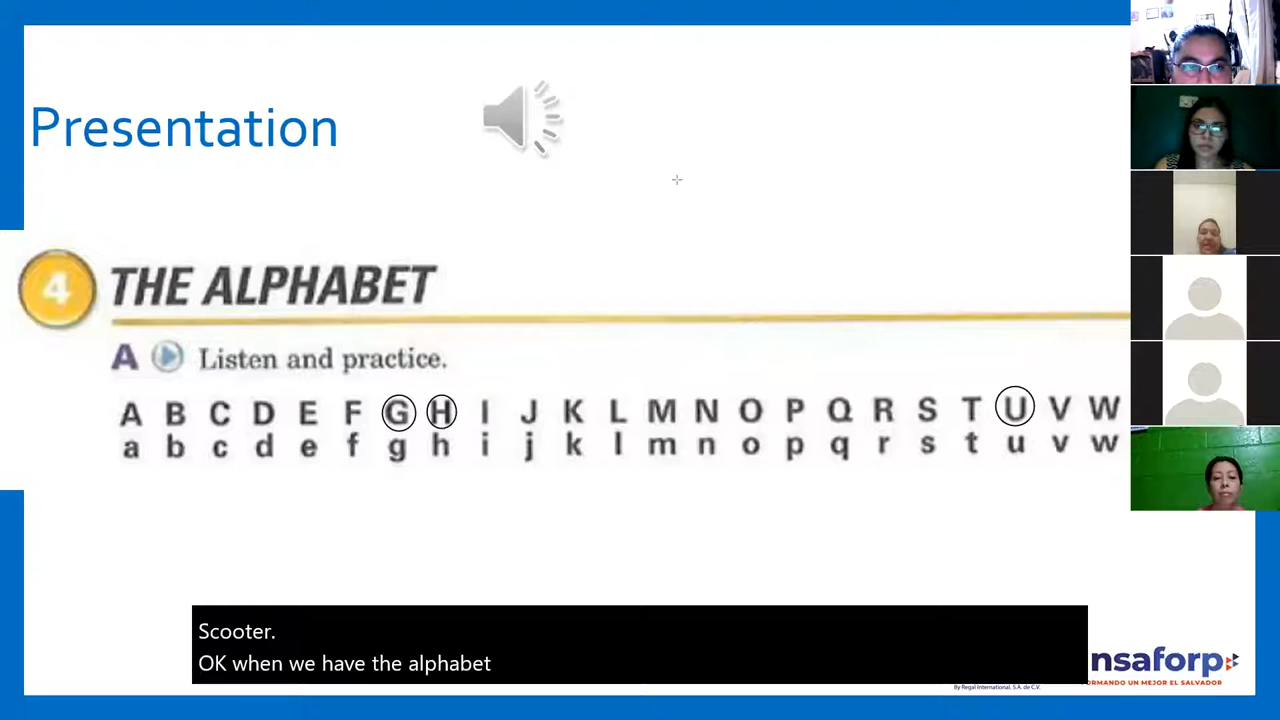 Presentation
4 THE ALPHABET
A Listen and practice.
A B C D E F G H I J K L M N O P Q R S T U V W
a b c d e f g h i j k l m n o p q r s t u v w
Scooter.
OK when we have the alphabet
nsaforp
ORMANDO UN MEJOR EL SALVADOR
By Regal International, S.A. de C.V.